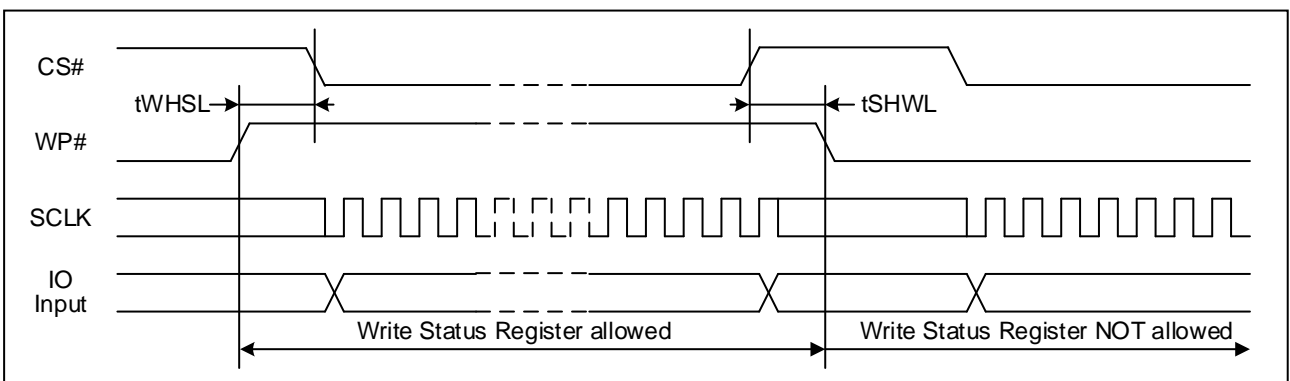 CS#
tWHSL
tSHWL
WP#
SCLK
IO
Input
Write Status Register allowed
Write Status Register NOT allowed